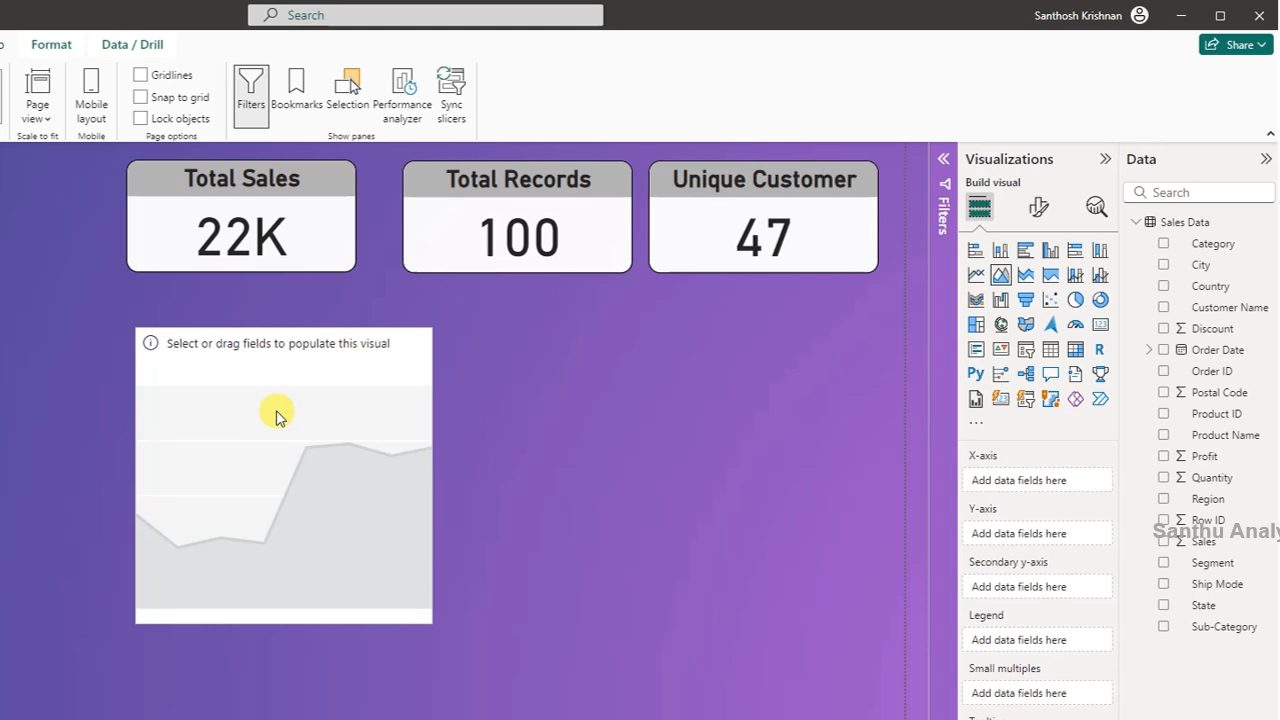 Search
Santhosh Krishnan
Format
Data / Drill
Share
Page view
Mobile layout
Gridlines
Snap to grid
Lock objects
Filters
Bookmarks
Selection
Performance analyzer
Sync slicers
Scale to fit
Mobile
Page options
Show panes
Total Sales
22K
Total Records
100
Unique Customer
47
Select or drag fields to populate this visual
Filters
Visualizations
Build visual
R
Py
123
...
X-axis
Add data fields here
Y-axis
Add data fields here
Secondary y-axis
Add data fields here
Legend
Add data fields here
Small multiples
Add data fields here
Data
Search
Sales Data
Category
City
Country
Customer Name
Discount
Order Date
Order ID
Postal Code
Product ID
Product Name
Profit
Quantity
Region
Row ID
Santhu Analy
Sales
Segment
Ship Mode
State
Sub-Category